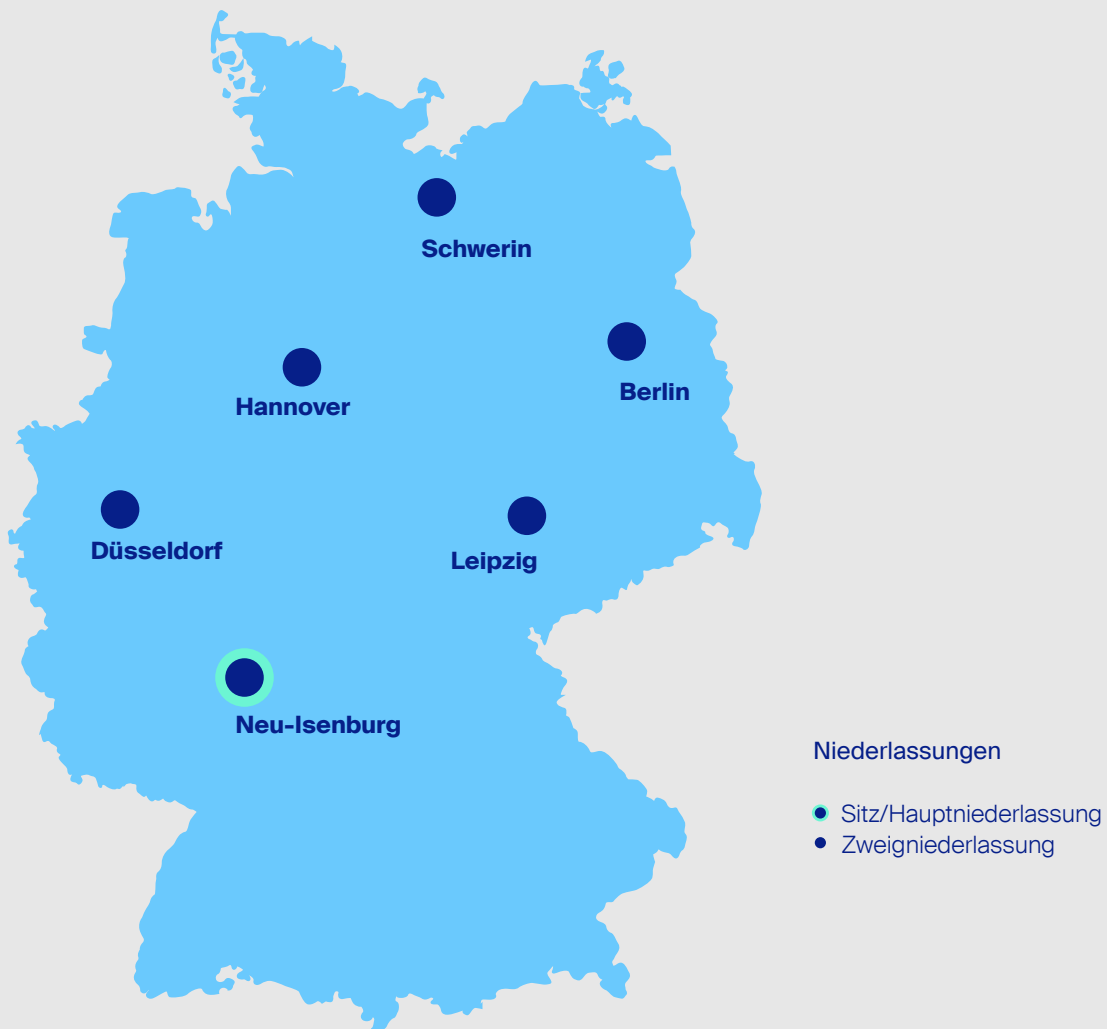 Schwerin
Berlin
Hannover
Düsseldorf
Leipzig
Neu-Isenburg
Niederlassungen
Sitz/Hauptniederlassung
Zweigniederlassung